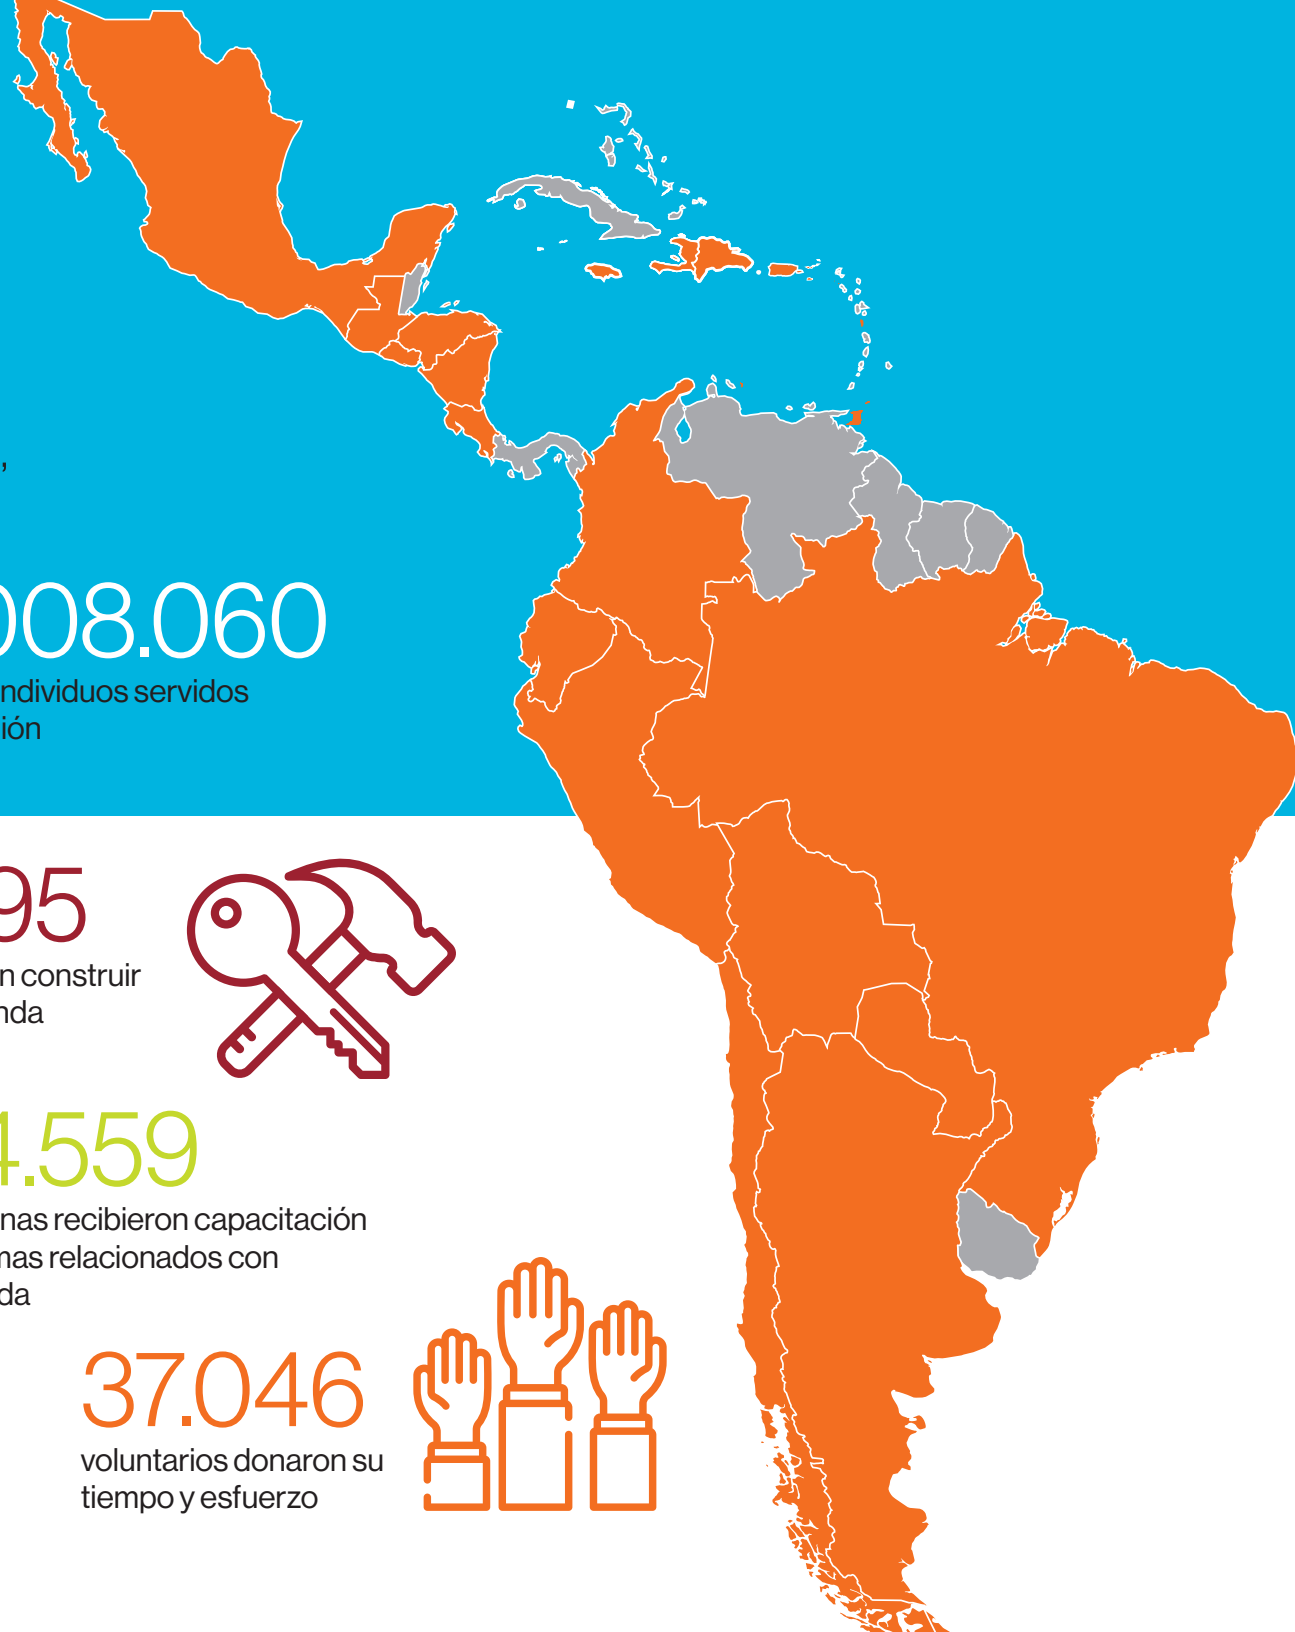 ,
008.060
ndividuos servidos
ión
95
n construir
nda
4.559
nas recibieron capacitación
mas relacionados con
da
37.046
voluntarios donaron su
tiempo y esfuerzo